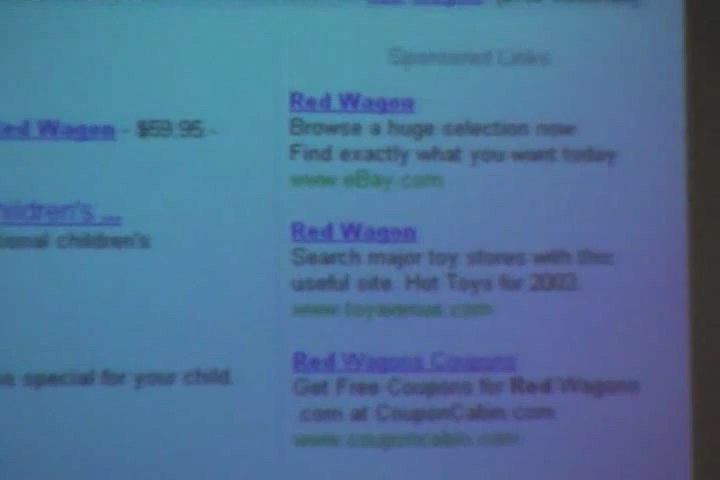 Sponsored Links
Red Wagon - $59.95 -
Red Wagon
Browse a huge selection now
Find exactly what you want today
www.eBay.com
children's ...
tional children's
Red Wagon
Search major toy stores with this
useful site. Hot Toys for 2003.
www.toyavenue.com
special for your child.
Red Wagons Coupons
Get Free Coupons for Red Wagons
.com at CouponCabin.com
www.couponcabin.com